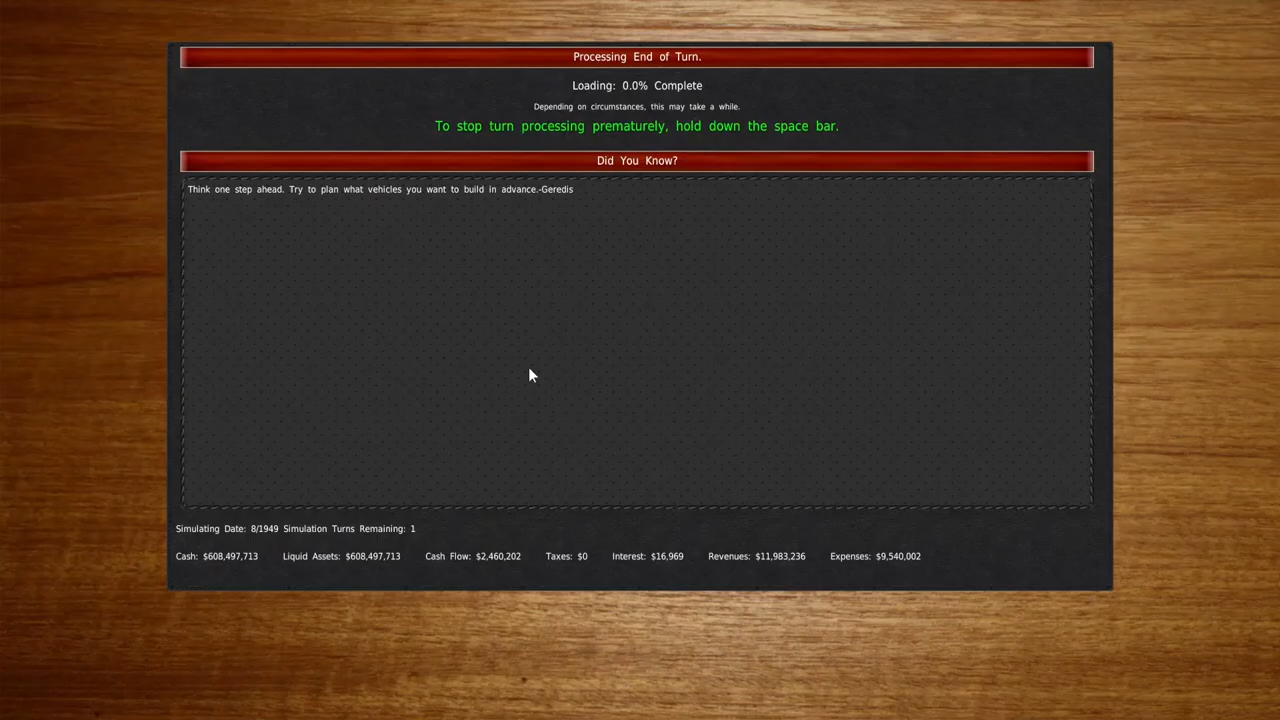 Processing End of Turn.
Loading: 0.0% Complete
Depending on circumstances, this may take a while.
To stop turn processing prematurely, hold down the space bar.
Did You Know?
Think one step ahead. Try to plan what vehicles you want to build in advance.-Geredis
Simulating Date: 8/1949 Simulation Turns Remaining: 1
Cash: $608,497,713 Liquid Assets: $608,497,713 Cash Flow: $2,460,202 Taxes: $0 Interest: $16,969 Revenues: $11,983,236 Expenses: $9,540,002